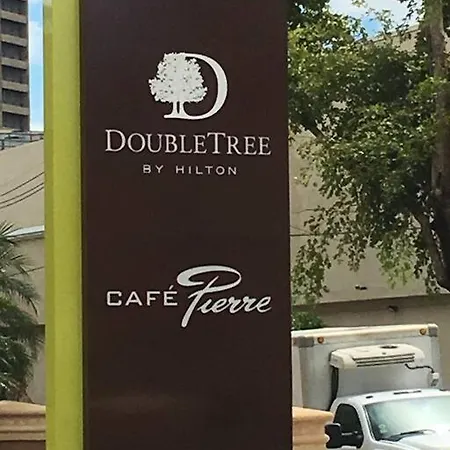 D
DOUBLETREE
BY HILTON
CAFÉ Pierre